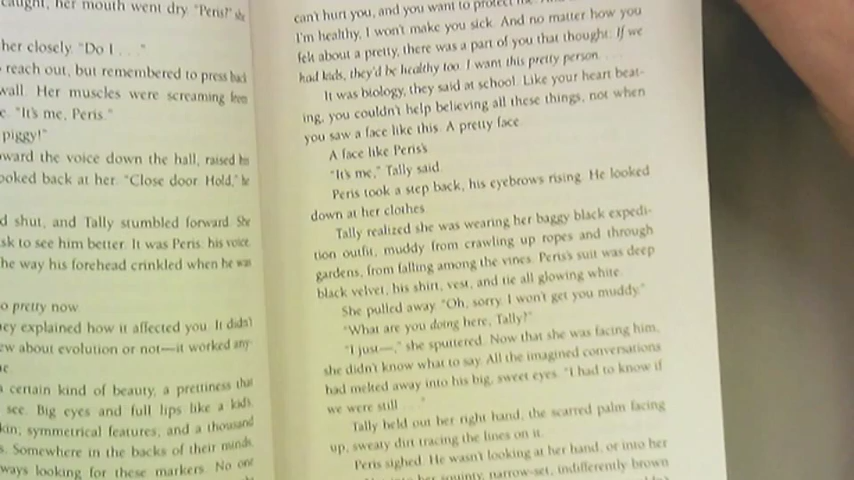 caught, her mouth went dry. "Peris?" she
her closely. "Do I . . ."
reach out, but remembered to press back
wall. Her muscles were screaming from
"It's me, Peris."
piggy!"
toward the voice down the hall, raised his
looked back at her. "Close door. Hold," he
shut, and Tally stumbled forward. She
to see him better. It was Peris: his voice,
the way his forehead crinkled when he was
so pretty now.
they explained how it affected you. It didn't
about evolution or not—it worked any-
a certain kind of beauty, a prettiness that
see. Big eyes and full lips like a kid's,
skin; symmetrical features; and a thousand
Somewhere in the backs of their minds,
always looking for these markers. No one
can't hurt you, and you want to protect me.
I'm healthy, I won't make you sick. And no matter how you
felt about a pretty, there was a part of you that thought, If we
had kids, they'd be healthy too. I want this pretty person. . . .
It was biology, they said at school. Like your heart beat-
ing, you couldn't help believing all these things, not when
you saw a face like this. A pretty face.
A face like Peris's.
"It's me," Tally said.
Peris took a step back, his eyebrows rising. He looked
down at her clothes.
Tally realized she was wearing her baggy black expedi-
tion outfit, muddy from crawling up ropes and through
gardens, from falling among the vines. Peris's suit was deep
black velvet, his shirt, vest, and tie all glowing white.
She pulled away. "Oh, sorry. I won't get you muddy."
"What are you doing here, Tally?"
"I just—," she sputtered. Now that she was facing him,
she didn't know what to say. All the imagined conversations
had melted away into his big, sweet eyes. "I had to know if
we were still . . ."
Tally held out her right hand, the scarred palm facing
up, sweaty dirt tracing the lines on it.
Peris sighed. He wasn't looking at her hand, or into her
her squinty, narrow-set, indifferently brown